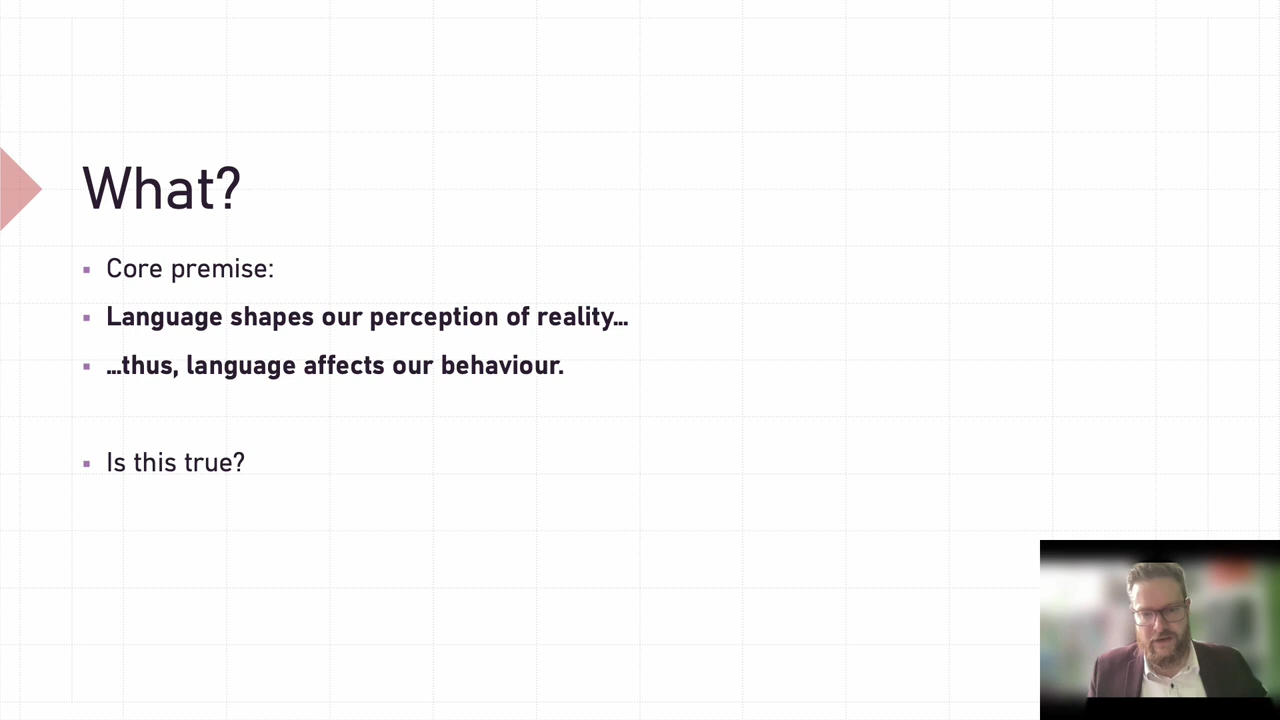 What?
Core premise:
Language shapes our perception of reality…
…thus, language affects our behaviour.
Is this true?